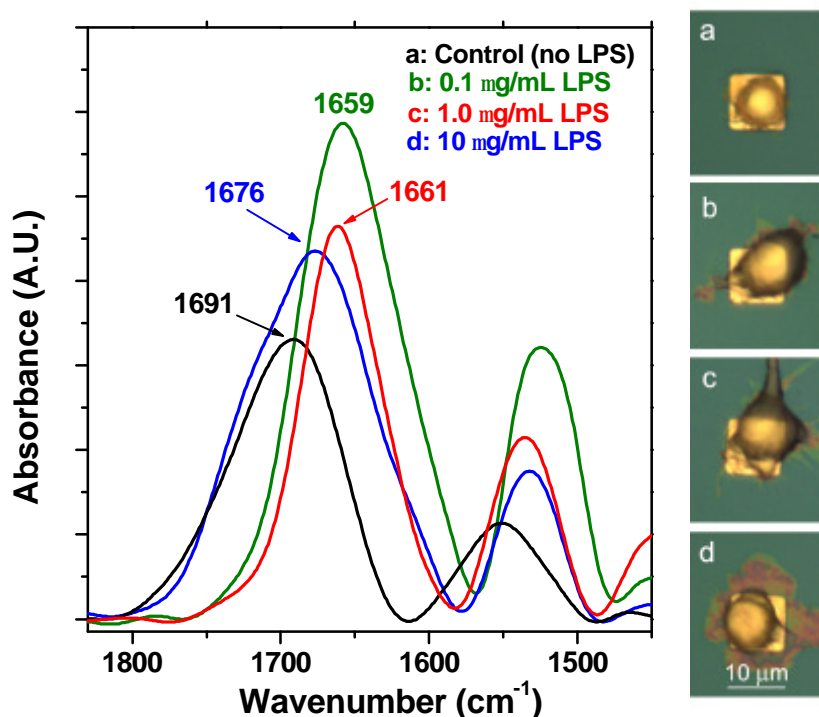 a: Control (no LPS)
b: 0.1 mg/mL LPS
c: 1.0 mg/mL LPS
d: 10 mg/mL LPS
1659
1676
1661
1691
Absorbance (A.U.)
1800
1700
1600
1500
Wavenumber (cm⁻¹)
a
b
c
d
10 μm